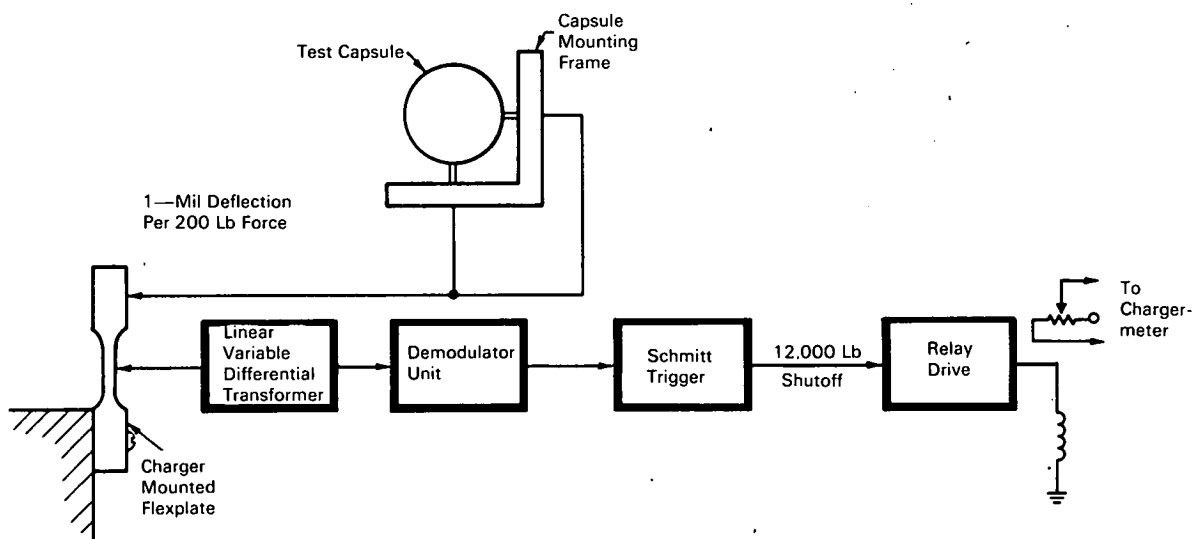 Capsule
Mounting
Frame
Test Capsule
1—Mil Deflection
Per 200 Lb Force
To
Charger-
meter
Linear
Variable
Differential
Transformer
Demodulator
Unit
Schmitt
Trigger
12,000 Lb
Shutoff
Relay
Drive
Charger
Mounted
Flexplate